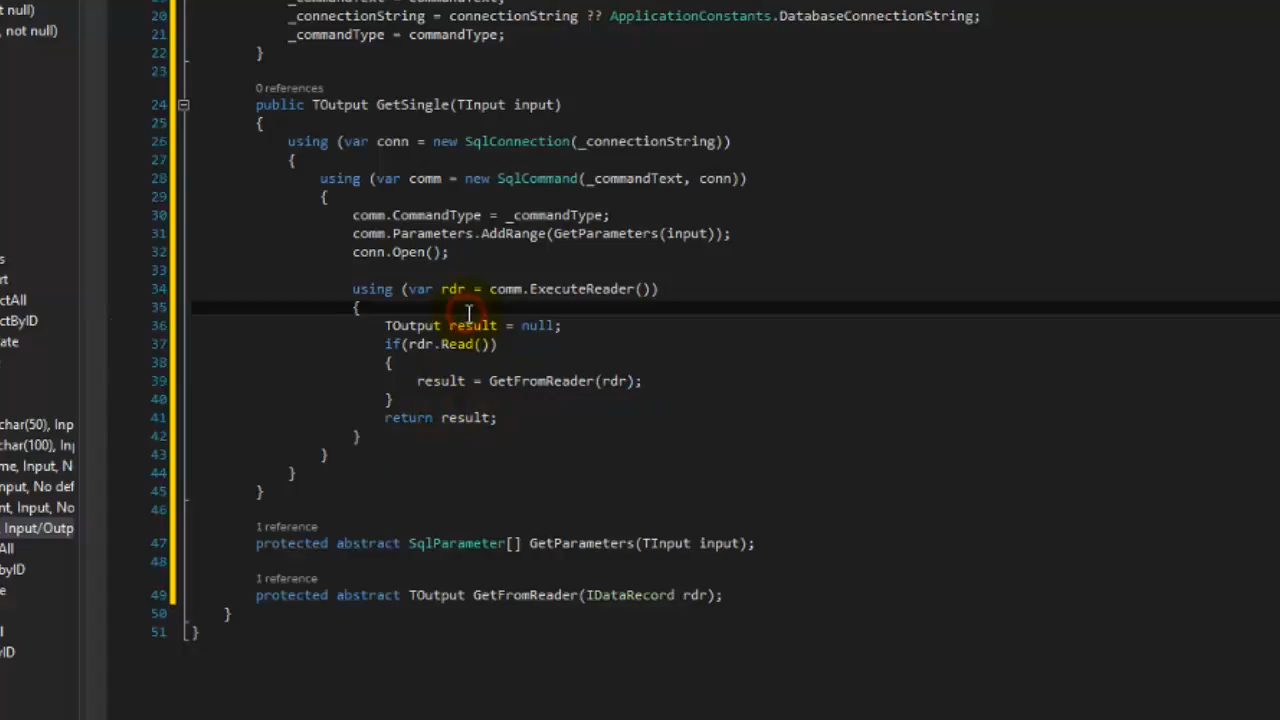 not null)
, not null)
20 _connectionString = connectionString ?? ApplicationConstants.DatabaseConnectionString;
21 _commandType = commandType;
22 }
23
0 references
24 public TOutput GetSingle(TInput input)
25 {
26 using (var conn = new SqlConnection(_connectionString))
27 {
28 using (var comm = new SqlCommand(_commandText, conn))
29 {
30 comm.CommandType = _commandType;
31 comm.Parameters.AddRange(GetParameters(input));
32 conn.Open();
33
34 using (var rdr = comm.ExecuteReader())
35 {
36 TOutput result = null;
37 if(rdr.Read())
38 {
39 result = GetFromReader(rdr);
40 }
41 return result;
42 }
43 }
44 }
45 }
46
1 reference
47 protected abstract SqlParameter[] GetParameters(TInput input);
48
1 reference
49 protected abstract TOutput GetFromReader(IDataRecord rdr);
50 }
51 }
s
rt
ctAll
ctByID
ate
char(50), Inp
char(100), Inp
me, Input, N
nput, No def
nt, Input, No
, Input/Outp
All
byID
e
l
yID